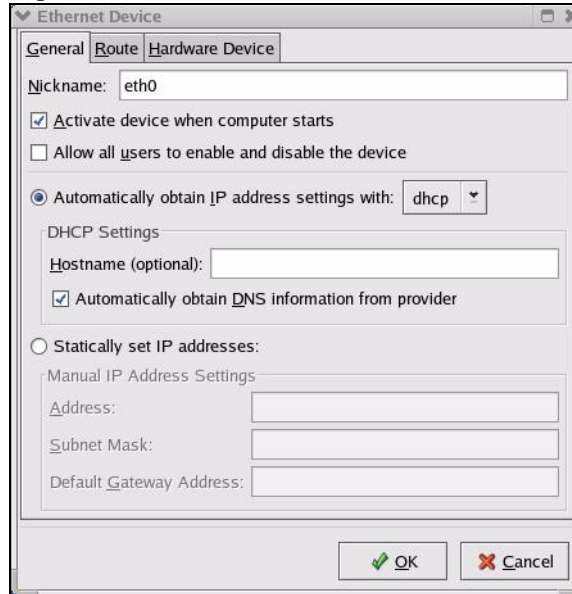 Ethernet Device
General Route Hardware Device
Nickname: eth0
Activate device when computer starts
Allow all users to enable and disable the device
Automatically obtain IP address settings with: dhcp
DHCP Settings
Hostname (optional):
Automatically obtain DNS information from provider
Statically set IP addresses:
Manual IP Address Settings
Address:
Subnet Mask:
Default Gateway Address:
OK Cancel